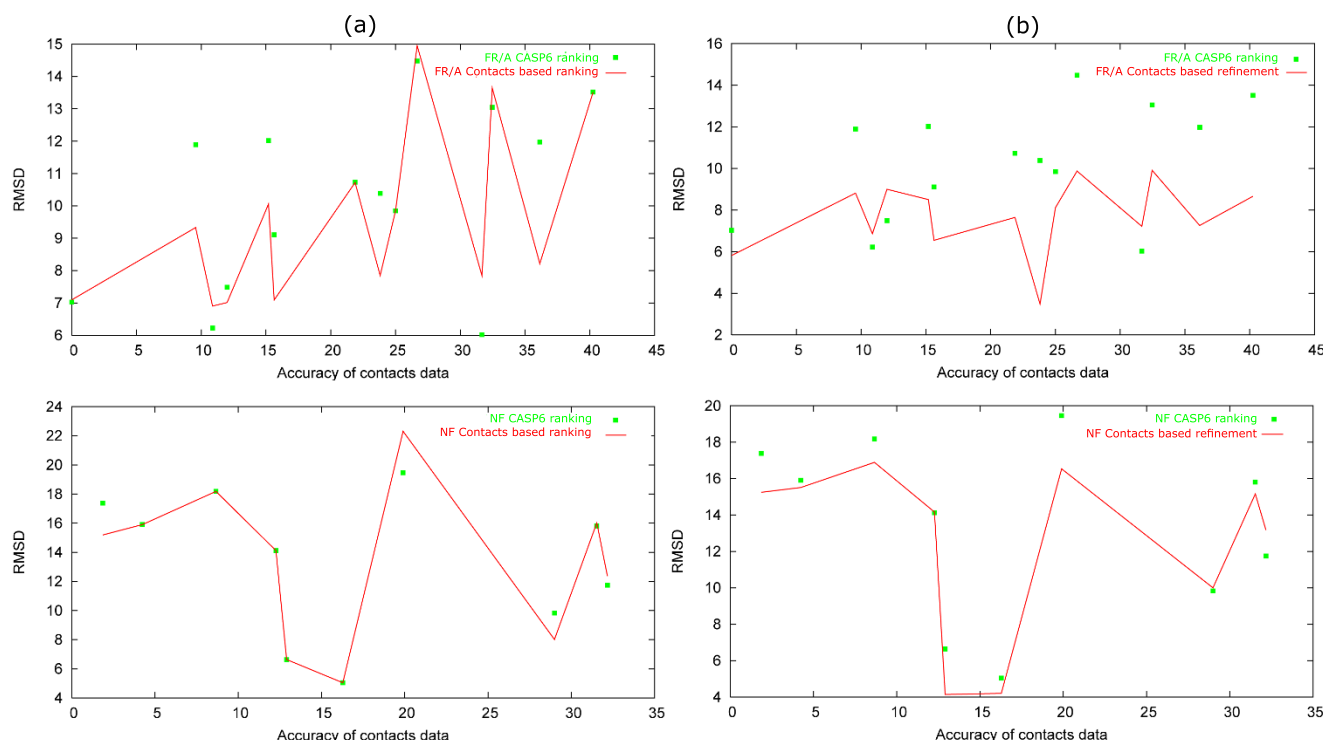 (a)
15
14
13
12
11
10
9
8
7
6
RMSD
FR/A CASP6 ranking
FR/A Contacts based ranking
0 5 10 15 20 25 30 35 40 45
Accuracy of contacts data
(b)
16
14
12
10
8
6
4
2
RMSD
FR/A CASP6 ranking
FR/A Contacts based refinement
0 5 10 15 20 25 30 35 40 45
Accuracy of contacts data
24
22
20
18
16
14
12
10
8
6
4
RMSD
NF CASP6 ranking
NF Contacts based ranking
0 5 10 15 20 25 30 35
Accuracy of contacts data
20
18
16
14
12
10
8
6
4
RMSD
NF CASP6 ranking
NF Contacts based refinement
0 5 10 15 20 25 30 35
Accuracy of contacts data